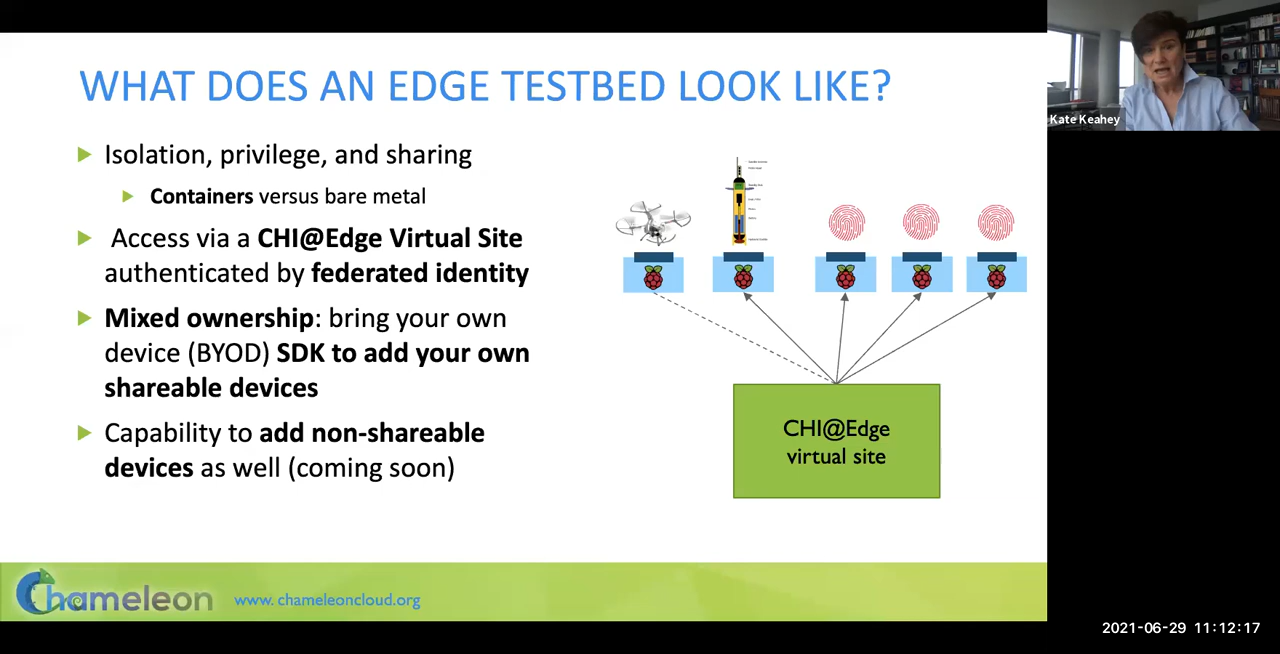 WHAT DOES AN EDGE TESTBED LOOK LIKE?
Isolation, privilege, and sharing
Containers versus bare metal
Access via a CHI@Edge Virtual Site
authenticated by federated identity
Mixed ownership: bring your own
device (BYOD) SDK to add your own
shareable devices
Capability to add non-shareable
devices as well (coming soon)
CHI@Edge
virtual site
Chameleon
www. chameleoncloud.org
Kate Keahey
2021-06-29 11:12:17